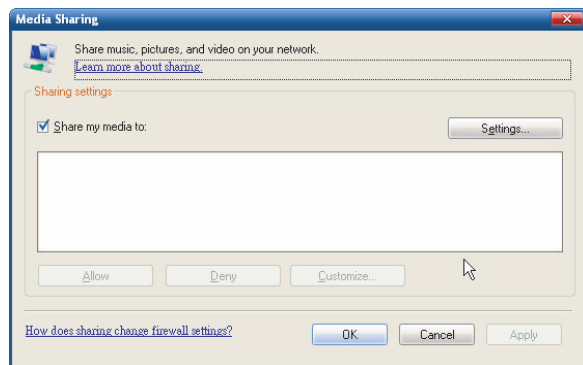 Media Sharing
Share music, pictures, and video on your network.
Learn more about sharing.
Sharing settings
Share my media to:
Settings...
Allow Deny Customize...
How does sharing change firewall settings?
OK Cancel Apply